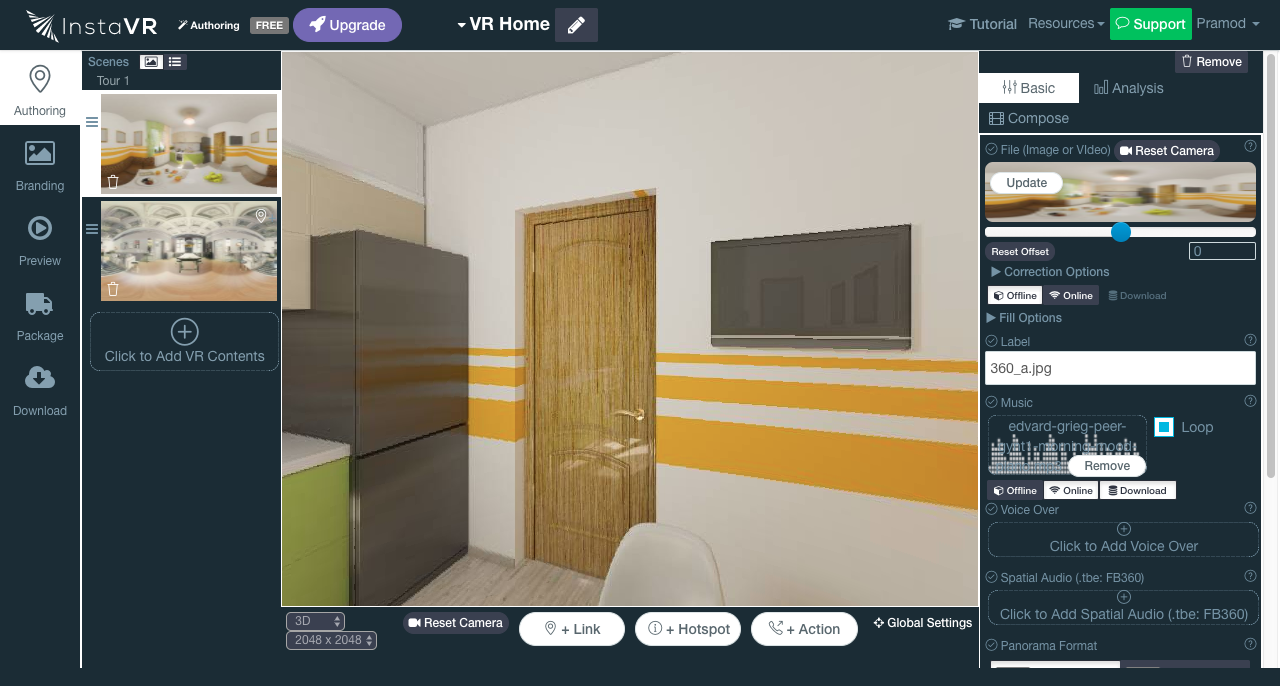 InstaVR
Authoring
FREE
Upgrade
VR Home
Tutorial
Resources
Support
Pramod
Authoring
Branding
Preview
Package
Download
Scenes
Tour 1
Click to Add VR Contents
3D
2048 x 2048
Reset Camera
+ Link
+ Hotspot
+ Action
Global Settings
Remove
Basic
Analysis
Compose
File (Image or VIdeo)
Reset Camera
Update
Reset Offset
0
Correction Options
Offline
Online
Download
Fill Options
Label
360_a.jpg
Music
edvard-grieg-peer-
Loop
Remove
Offline
Online
Download
Voice Over
Click to Add Voice Over
Spatial Audio (.tbe: FB360)
Click to Add Spatial Audio (.tbe: FB360)
Panorama Format